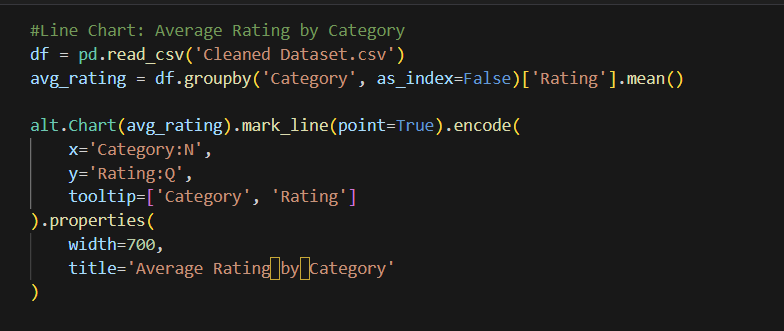 #Line Chart: Average Rating by Category
df = pd.read_csv('Cleaned Dataset.csv')
avg_rating = df.groupby('Category', as_index=False)['Rating'].mean()

alt.Chart(avg_rating).mark_line(point=True).encode(
    x='Category:N',
    y='Rating:Q',
    tooltip=['Category', 'Rating']
).properties(
    width=700,
    title='Average Rating by Category'
)